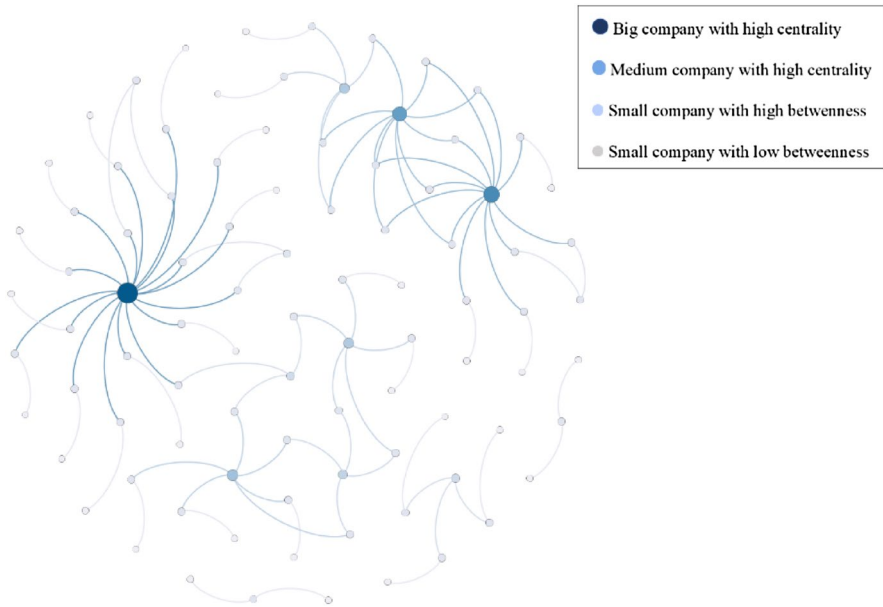 Big company with high centrality
Medium company with high centrality
Small company with high betwenness
Small company with low betweenness